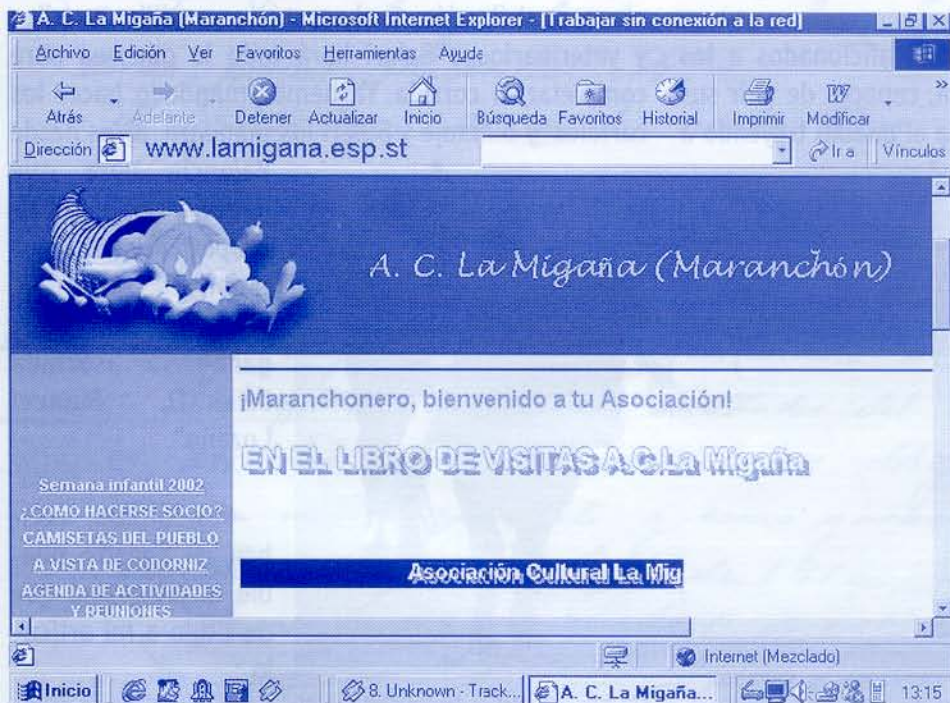 A. C. La Migaña (Maranchón) - Microsoft Internet Explorer - [Trabajar sin conexión a la red]
Archivo Edición Ver Favoritos Herramientas Ayuda
Atrás Adelante Detener Actualizar Inicio Búsqueda Favoritos Historial Imprimir Modificar »
Dirección www.lamigana.esp.st Ir a Vínculos
A. C. La Migaña (Maranchón)
¡Maranchonero, bienvenido a tu Asociación!
EN EL LIBRO DE VISITAS A.C.La Migaña
Semana infantil 2002
¿COMO HACERSE SOCIO?
CAMISETAS DEL PUEBLO
A VISTA DE CODORNIZ
AGENDA DE ACTIVIDADES
Y REUNIONES
Asociación Cultural La Mig
Internet (Mezclado)
Inicio 8. Unknown - Track... A. C. La Migaña... 13:15